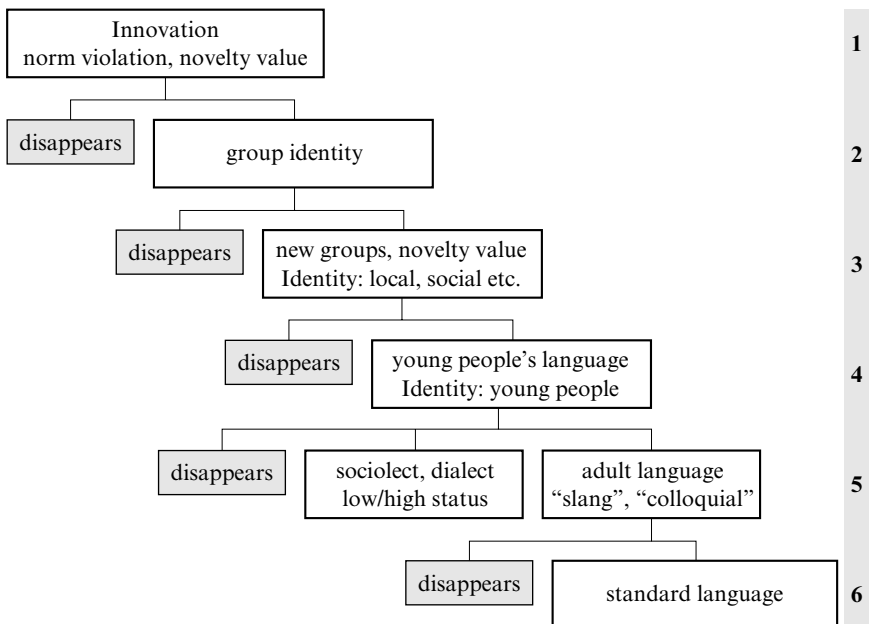 Innovation
norm violation, novelty value
1
disappears
group identity
2
disappears
new groups, novelty value
Identity: local, social etc.
3
disappears
young people’s language
Identity: young people
4
disappears
sociolect, dialect
low/high status
adult language
“slang”, “colloquial”
5
disappears
standard language
6